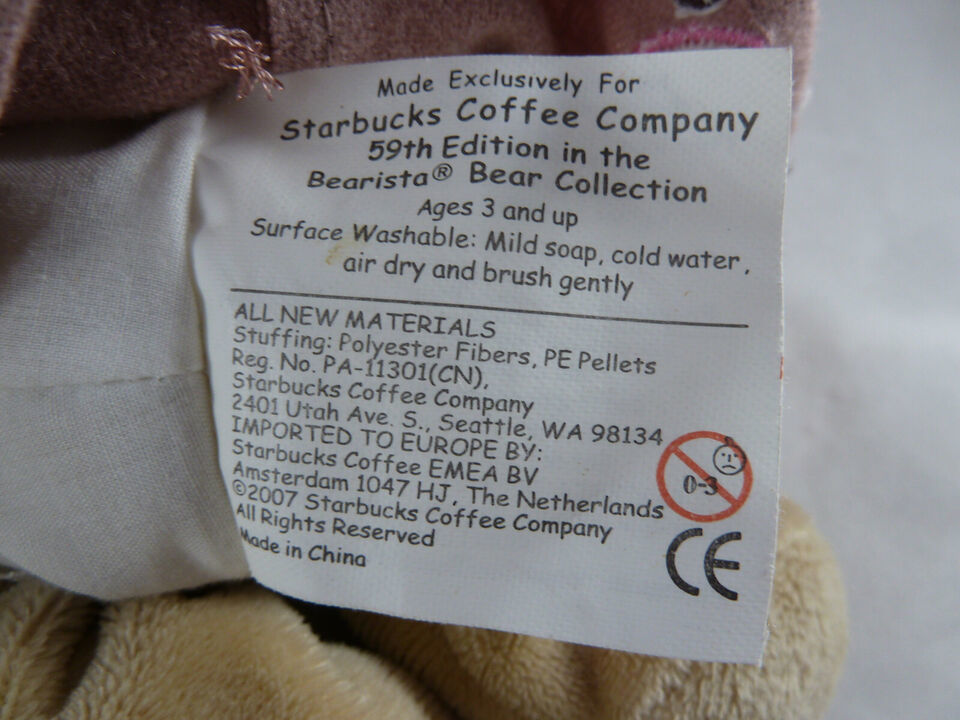 Made Exclusively For
Starbucks Coffee Company
59th Edition in the
Bearista® Bear Collection
Ages 3 and up
Surface Washable: Mild soap, cold water,
air dry and brush gently
ALL NEW MATERIALS
Stuffing: Polyester Fibers, PE Pellets
Reg. No. PA-11301(CN),
Starbucks Coffee Company
2401 Utah Ave. S., Seattle, WA 98134
IMPORTED TO EUROPE BY:
Starbucks Coffee EMEA BV
Amsterdam 1047 HJ, The Netherlands
©2007 Starbucks Coffee Company
All Rights Reserved
Made in China
0-3
CE